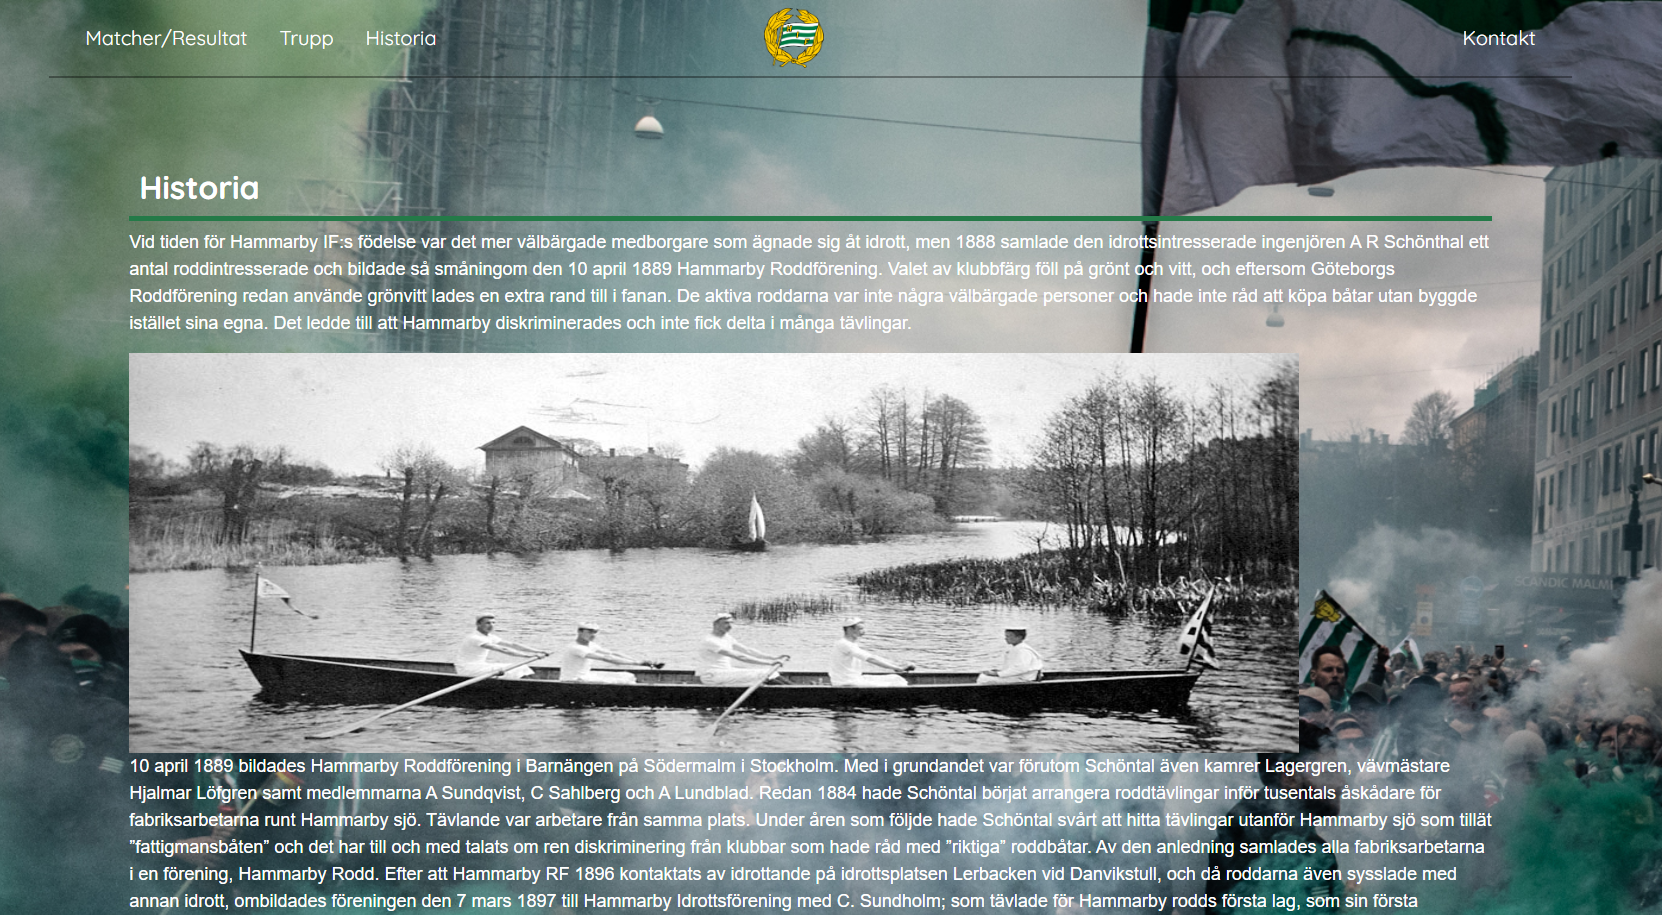 Matcher/Resultat Trupp Historia Kontakt
Historia
Vid tiden för Hammarby IF:s födelse var det mer välbärgade medborgare som ägnade sig åt idrott, men 1888 samlade den idrottsintresserade ingenjören A R Schönthal ett
antal roddintresserade och bildade så småningom den 10 april 1889 Hammarby Roddförening. Valet av klubbfärg föll på grönt och vitt, och eftersom Göteborgs
Roddförening redan använde grönvitt lades en extra rand till i fanan. De aktiva roddarna var inte några välbärgade personer och hade inte råd att köpa båtar utan byggde
istället sina egna. Det ledde till att Hammarby diskriminerades och inte fick delta i många tävlingar.
SCANDIC MALM
10 april 1889 bildades Hammarby Roddförening i Barnängen på Södermalm i Stockholm. Med i grundandet var förutom Schöntal även kamrer Lagergren, vävmästare
Hjalmar Löfgren samt medlemmarna A Sundqvist, C Sahlberg och A Lundblad. Redan 1884 hade Schöntal börjat arrangera roddtävlingar inför tusentals åskådare för
fabriksarbetarna runt Hammarby sjö. Tävlande var arbetare från samma plats. Under åren som följde hade Schöntal svårt att hitta tävlingar utanför Hammarby sjö som tillät
”fattigmansbåten” och det har till och med talats om ren diskriminering från klubbar som hade råd med ”riktiga” roddbåtar. Av den anledning samlades alla fabriksarbetarna
i en förening, Hammarby Rodd. Efter att Hammarby RF 1896 kontaktats av idrottande på idrottsplatsen Lerbacken vid Danvikstull, och då roddarna även sysslade med
annan idrott, ombildades föreningen den 7 mars 1897 till Hammarby Idrottsförening med C. Sundholm; som tävlade för Hammarby rodds första lag, som sin första